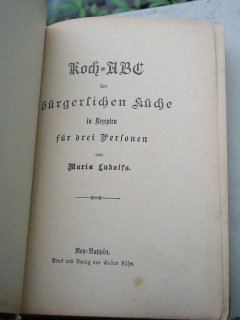 Koch-ABC
der
bürgerlichen Küche
in Rezepten
für drei Personen
von
Maria Ludolfs.
Neu-Ruppin.
Druck und Verlag von Gustav Kühn.